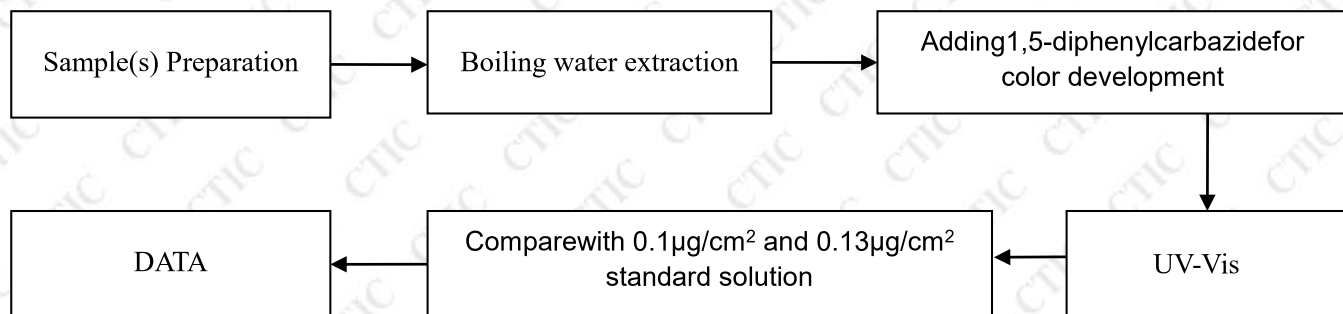 Sample(s) Preparation
Boiling water extraction
Adding1,5-diphenylcarbazidefor
color development
UV-Vis
Comparewith 0.1µg/cm² and 0.13µg/cm²
standard solution
DATA
CTIC